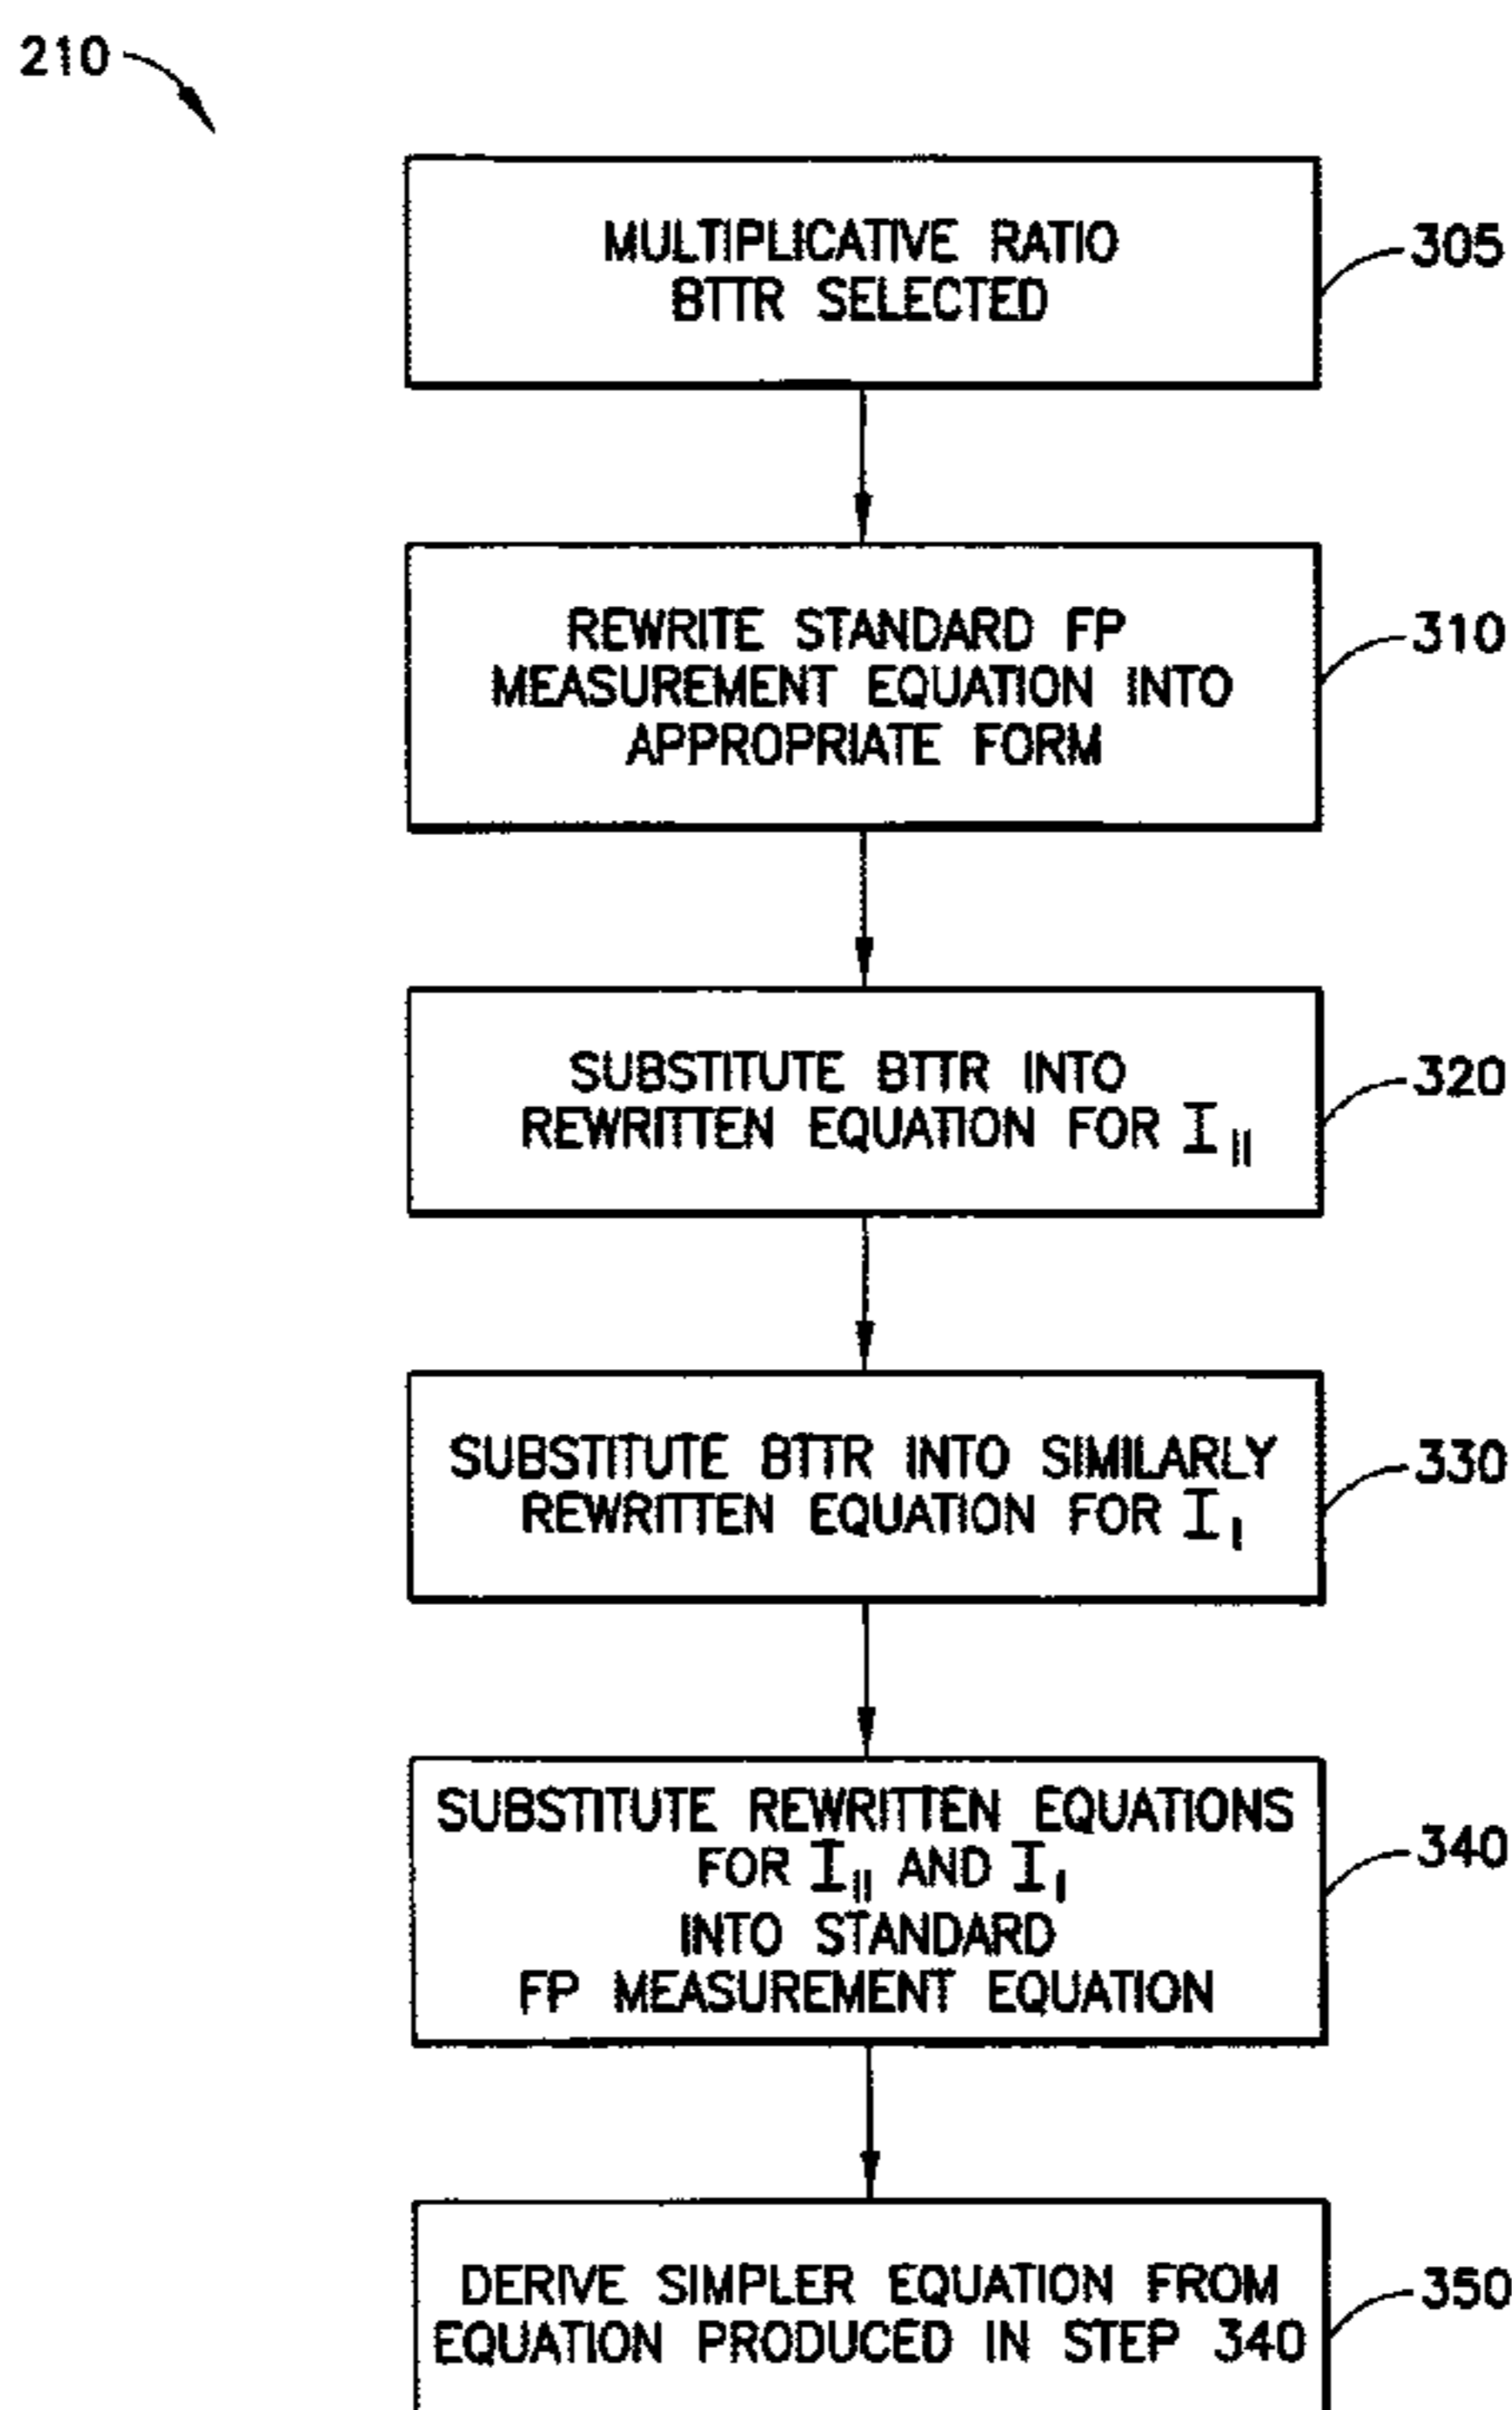 210
MULTIPLICATIVE RATIO
BTTR SELECTED
305
REWRITE STANDARD FP
MEASUREMENT EQUATION INTO
APPROPRIATE FORM
310
SUBSTITUTE BTTR INTO
REWRITTEN EQUATION FOR I||
320
SUBSTITUTE BTTR INTO SIMILARLY
REWRITTEN EQUATION FOR I|
330
SUBSTITUTE REWRITTEN EQUATIONS
FOR I|| AND I|
INTO STANDARD
FP MEASUREMENT EQUATION
340
DERIVE SIMPLER EQUATION FROM
EQUATION PRODUCED IN STEP 340
350